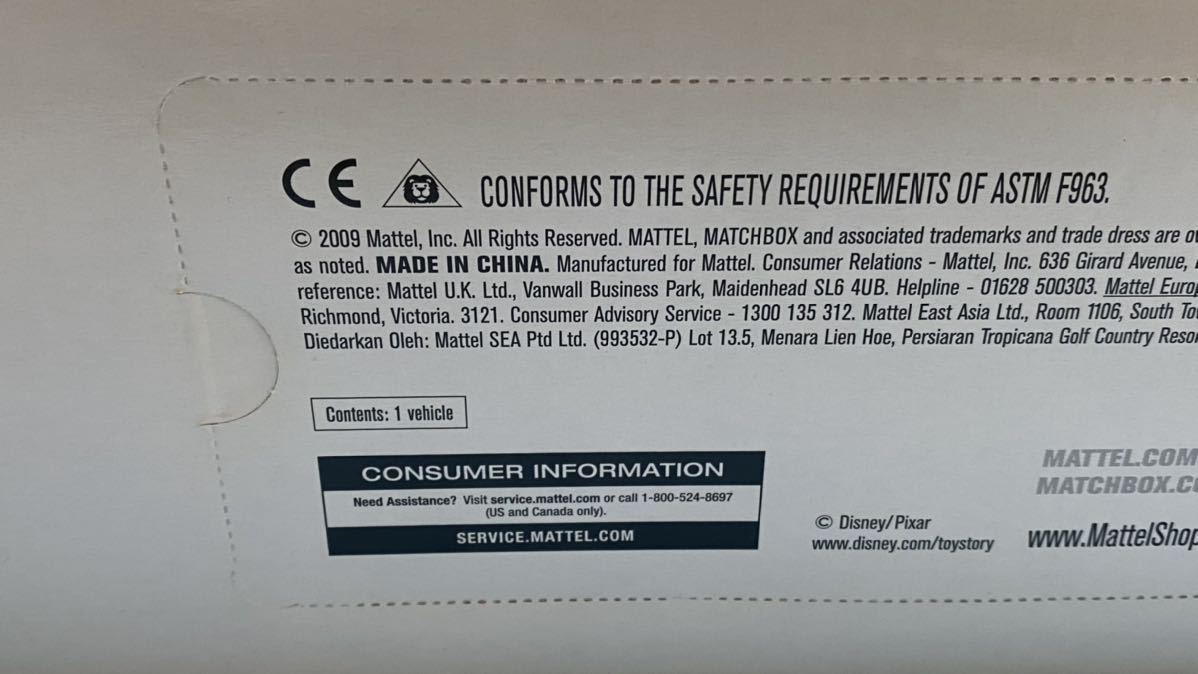 CE CONFORMS TO THE SAFETY REQUIREMENTS OF ASTM F963.
© 2009 Mattel, Inc. All Rights Reserved. MATTEL, MATCHBOX and associated trademarks and trade dress are
as noted. MADE IN CHINA. Manufactured for Mattel. Consumer Relations - Mattel, Inc. 636 Girard Avenue,
reference: Mattel U.K. Ltd., Vanwall Business Park, Maidenhead SL6 4UB. Helpline - 01628 500303. Mattel
Richmond, Victoria. 3121. Consumer Advisory Service - 1300 135 312. Mattel East Asia Ltd., Room 1106, South
Diedarkan Oleh: Mattel SEA Ptd Ltd. (993532-P) Lot 13.5, Menara Lien Hoe, Persiaran Tropicana Golf Country
Contents: 1 vehicle
CONSUMER INFORMATION
Need Assistance? Visit service.mattel.com or call 1-800-524-8697
(US and Canada only).
SERVICE.MATTEL.COM
© Disney/Pixar
www.disney.com/toystory
MATTEL.COM
MATCHBOX.C
www.MattelShop